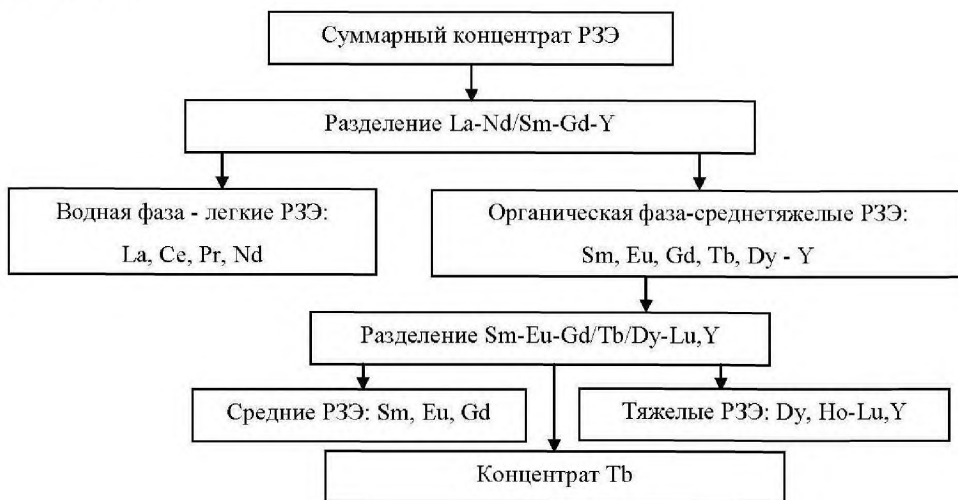 Суммарный концентрат РЗЭ
Разделение La-Nd/Sm-Gd-Y
Водная фаза - легкие РЗЭ:
La, Ce, Pr, Nd
Органическая фаза-среднетяжелые РЗЭ:
Sm, Eu, Gd, Tb, Dy - Y
Разделение Sm-Eu-Gd/Tb/Dy-Lu,Y
Средние РЗЭ: Sm, Eu, Gd
Тяжелые РЗЭ: Dy, Ho-Lu,Y
Концентрат Tb